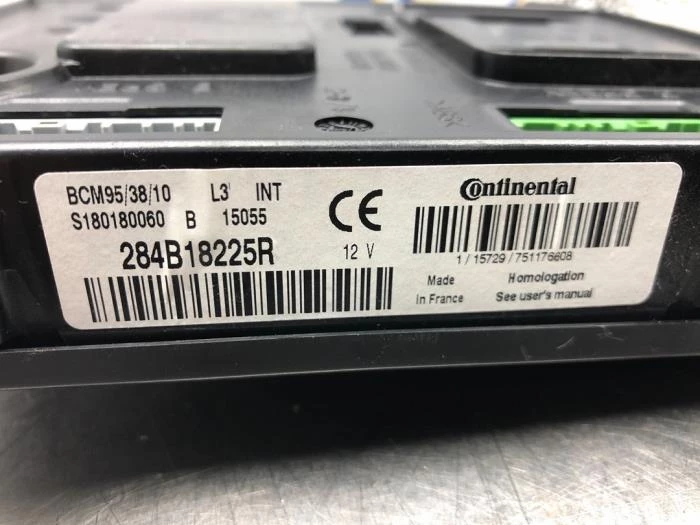 BCM95/38/10 L3 INT
S180180060 B 15055
284B18225R
CE
12 V
Continental
1/15729/751176608
Made in France
Homologation
See user's manual